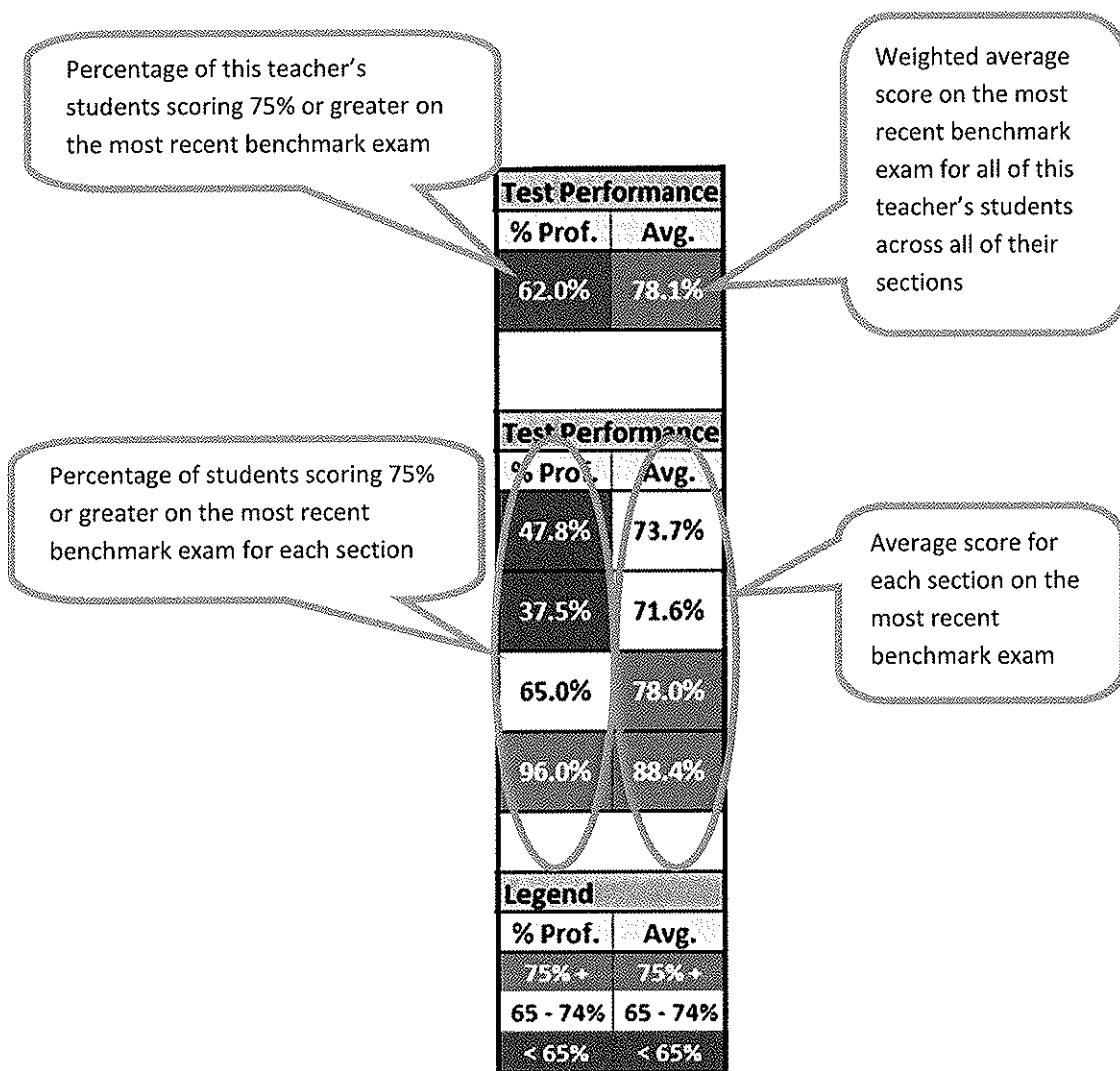 Percentage of this teacher's
students scoring 75% or greater on
the most recent benchmark exam
Weighted average
score on the most
recent benchmark
exam for all of this
teacher's students
across all of their
sections
Test Performance
% Prof. Avg.
62.0% 78.1%
Percentage of students scoring 75%
or greater on the most recent
benchmark exam for each section
Test Performance
% Prof. Avg.
47.8% 73.7%
37.5% 71.6%
65.0% 78.0%
96.0% 88.4%
Average score for
each section on the
most recent
benchmark exam
Legend
% Prof. Avg.
75% + 75% +
65 - 74% 65 - 74%
< 65% < 65%